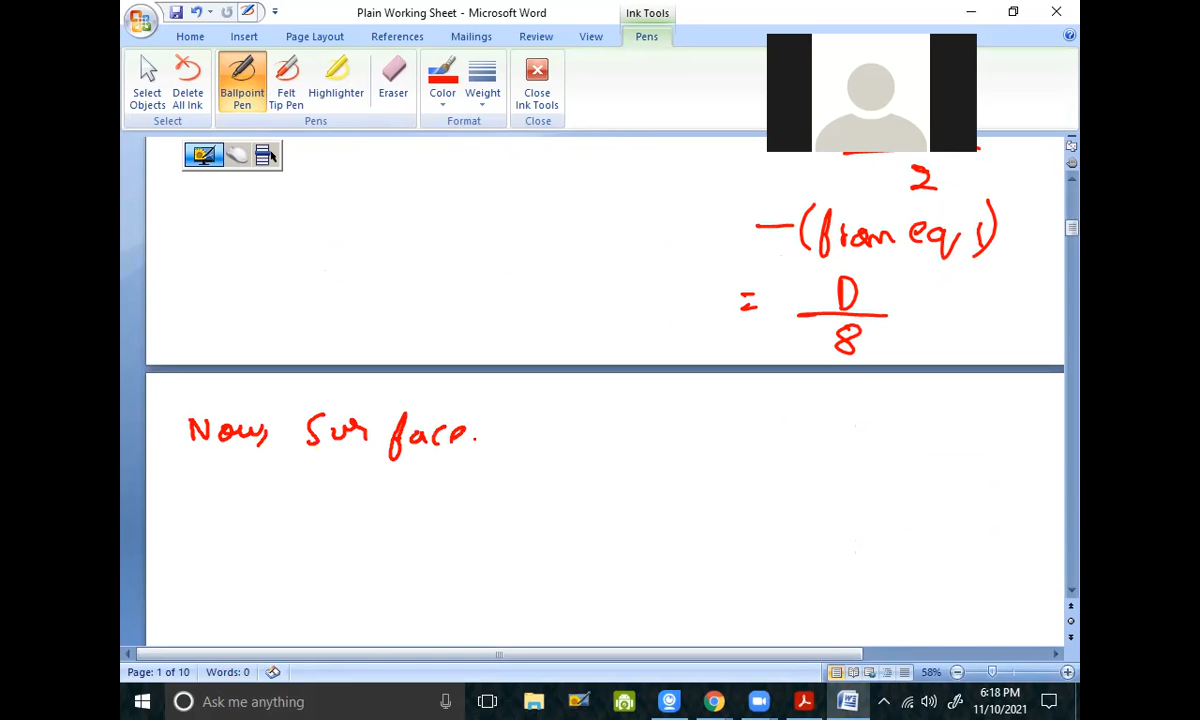 Plain Working Sheet - Microsoft Word
Ink Tools
Home Insert Page Layout References Mailings Review View Pens
Select Objects
Delete All Ink
Ballpoint Pen
Felt Tip Pen
Highlighter
Eraser
Color
Weight
Close Ink Tools
Select
Pens
Format
Close
2
—(from eq 1)
= D
8
Now, Surface.
Page: 1 of 10 Words: 0 58%
Ask me anything
6:18 PM
11/10/2021